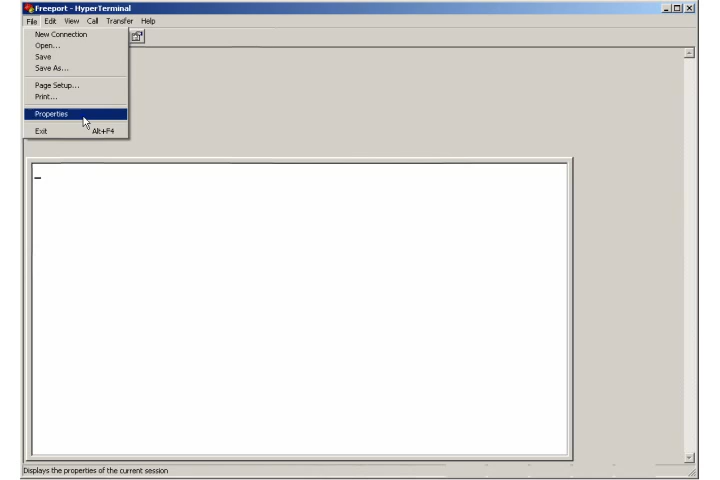 Freeport - HyperTerminal
File Edit View Call Transfer Help
New Connection
Open...
Save
Save As...
Page Setup...
Print...
Properties
Exit Alt+F4
Displays the properties of the current session